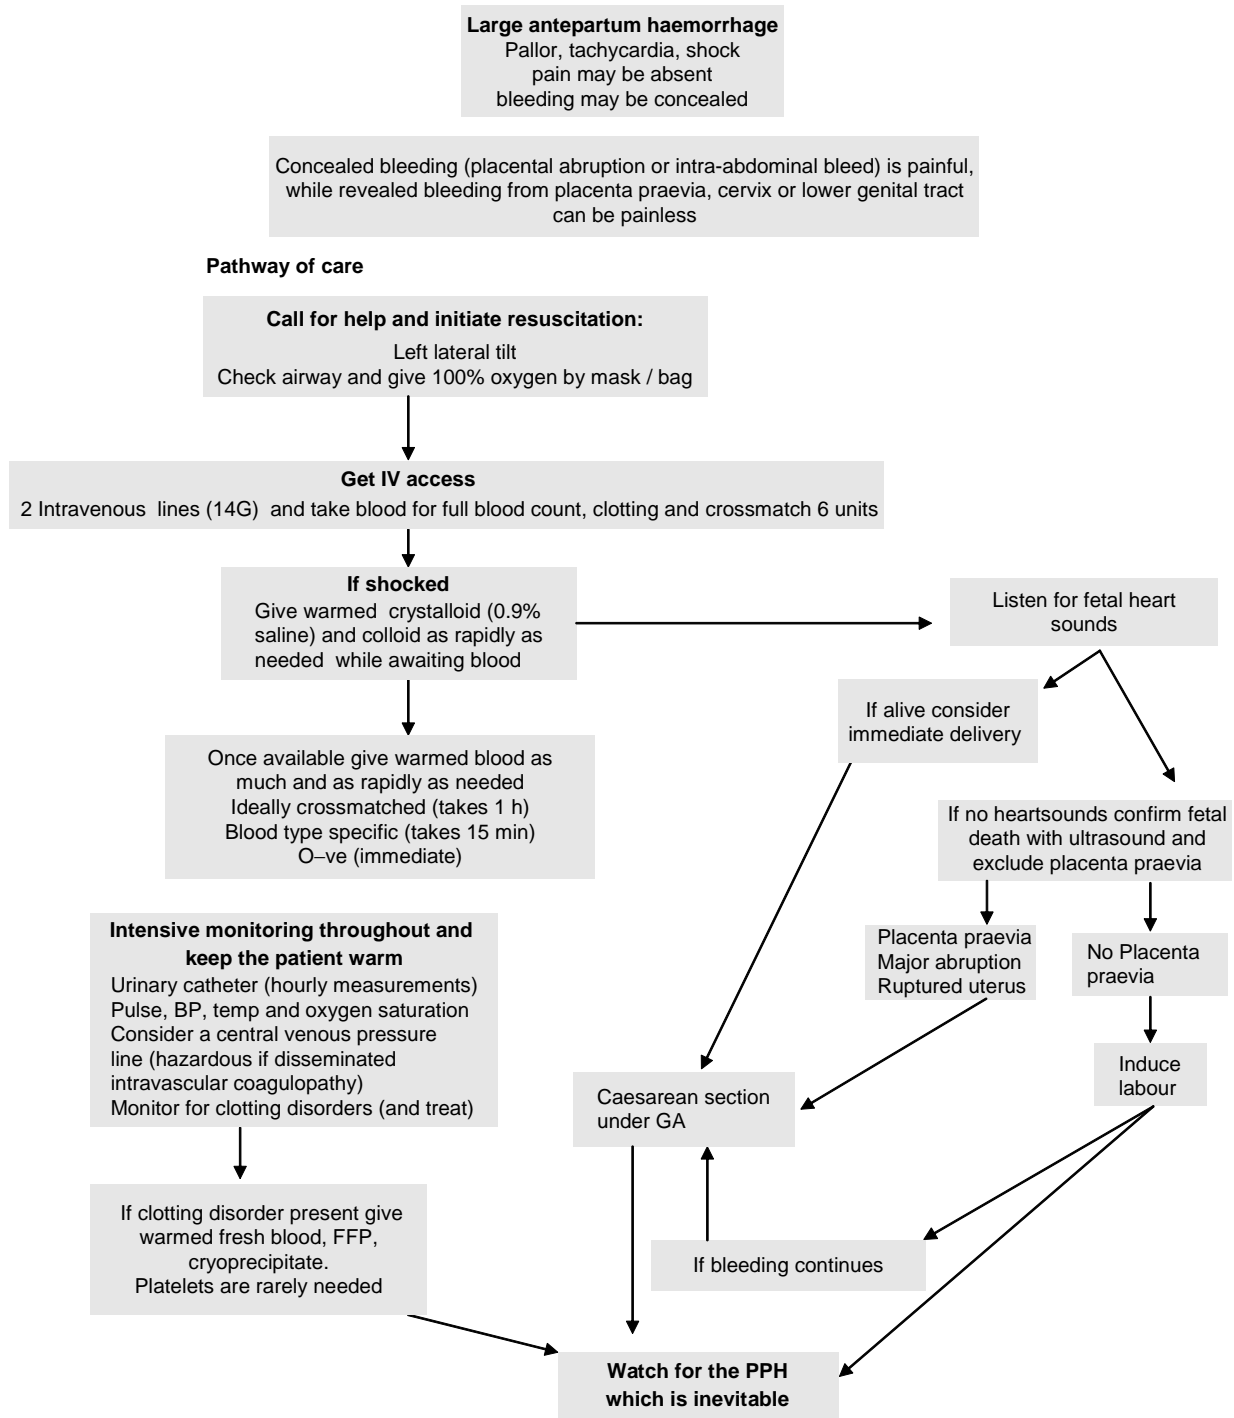 Large antepartum haemorrhage
Pallor, tachycardia, shock
pain may be absent
bleeding may be concealed
Concealed bleeding (placental abruption or intra-abdominal bleed) is painful,
while revealed bleeding from placenta praevia, cervix or lower genital tract
can be painless
Pathway of care
Call for help and initiate resuscitation:
Left lateral tilt
Check airway and give 100% oxygen by mask / bag
Get IV access
2 Intravenous lines (14G) and take blood for full blood count, clotting and crossmatch 6 units
If shocked
Give warmed crystalloid (0.9%
saline) and colloid as rapidly as
needed while awaiting blood
Listen for fetal heart
sounds
If alive consider
immediate delivery
Once available give warmed blood as
much and as rapidly as needed
Ideally crossmatched (takes 1 h)
Blood type specific (takes 15 min)
O–ve (immediate)
If no heartsounds confirm fetal
death with ultrasound and
exclude placenta praevia
Intensive monitoring throughout and
keep the patient warm
Urinary catheter (hourly measurements)
Pulse, BP, temp and oxygen saturation
Consider a central venous pressure
line (hazardous if disseminated
intravascular coagulopathy)
Monitor for clotting disorders (and treat)
Placenta praevia
Major abruption
Ruptured uterus
No Placenta
praevia
Induce
labour
Caesarean section
under GA
If clotting disorder present give
warmed fresh blood, FFP,
cryoprecipitate.
Platelets are rarely needed
If bleeding continues
Watch for the PPH
which is inevitable